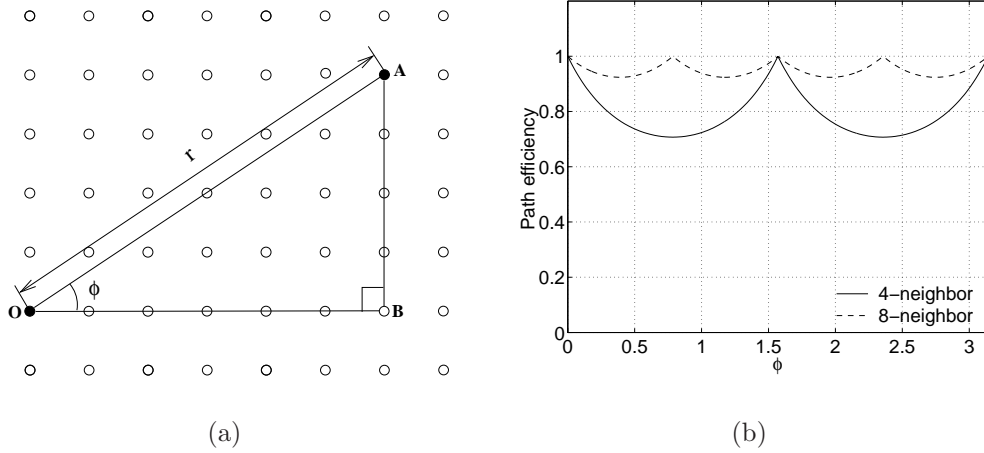 A
r
ϕ
O
B
(a)
Path efficiency
1
0.8
0.6
0.4
0.2
0
0
0.5
1
1.5
2
2.5
3
ϕ
4−neighbor
8−neighbor
(b)